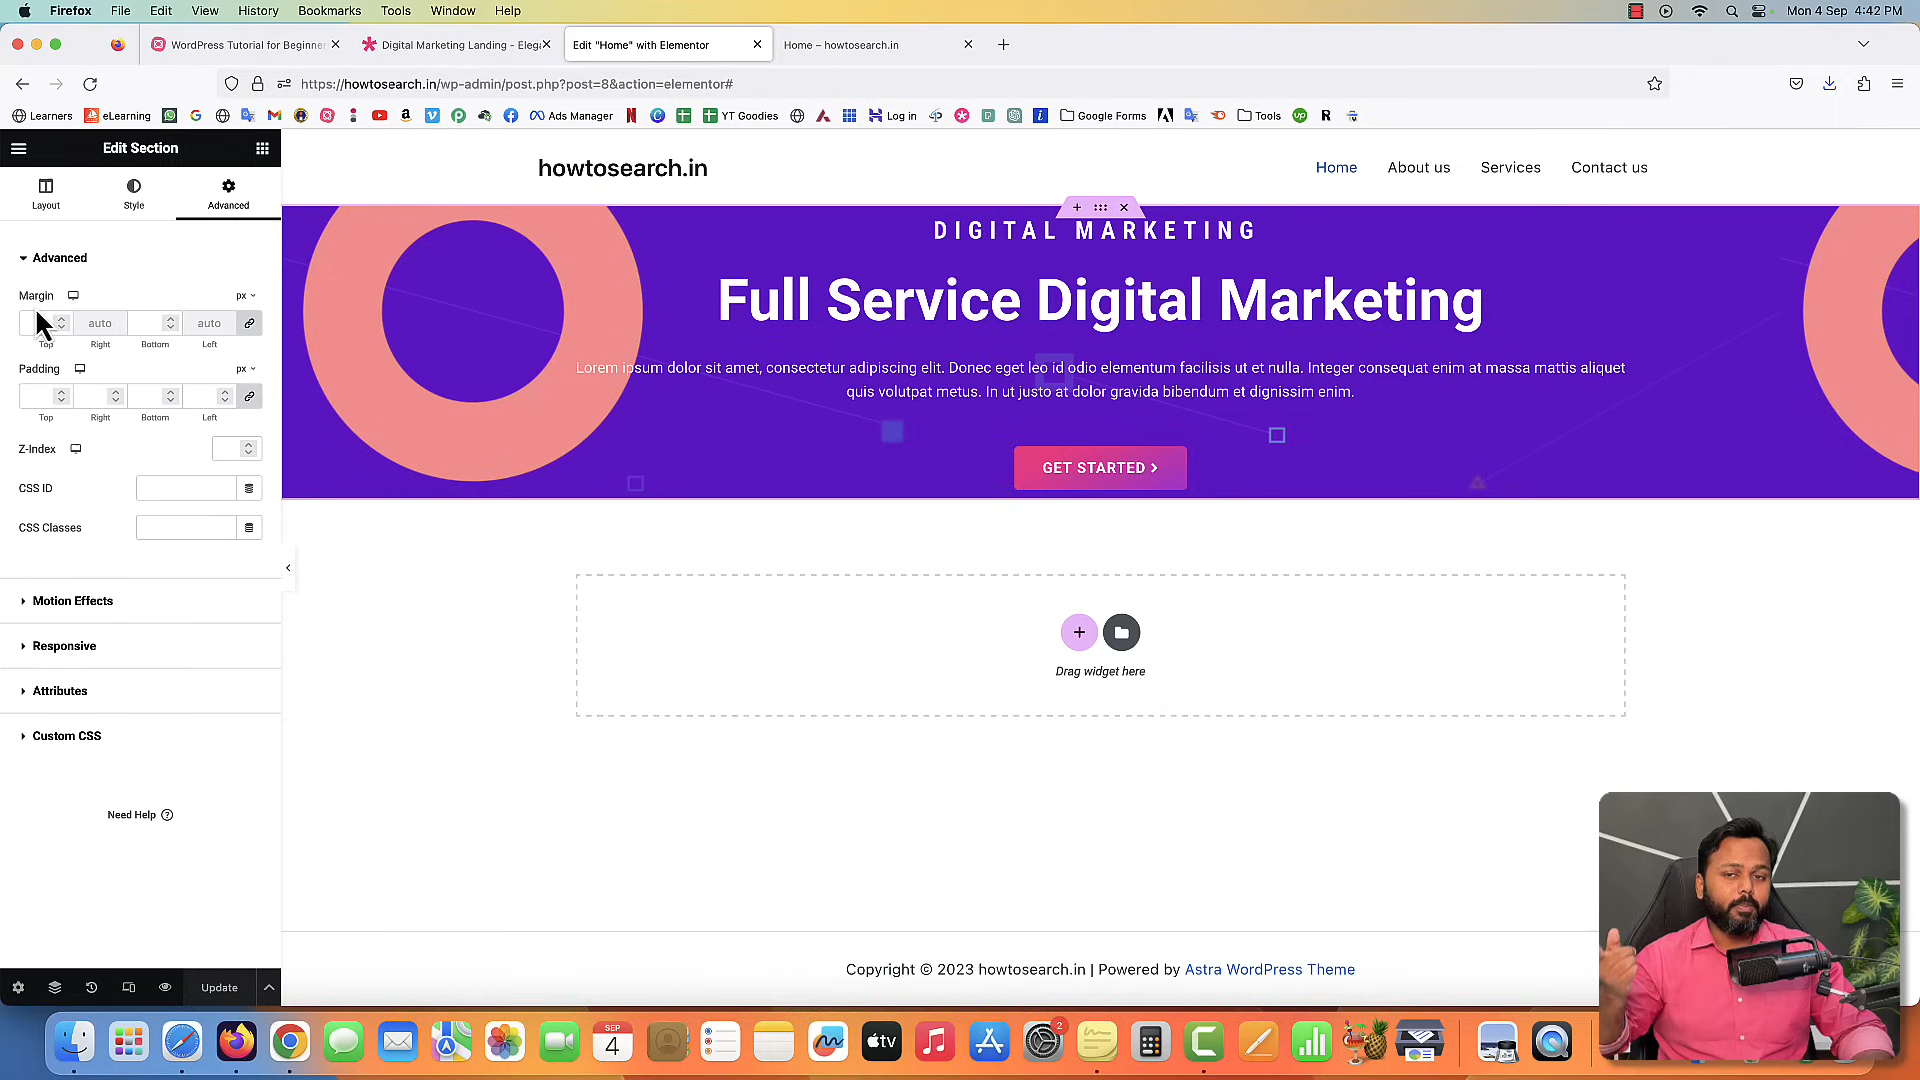 Firefox File Edit View History Bookmarks Tools Window Help Mon 4 Sep 4:42 PM
WordPress Tutorial for Beginner Digital Marketing Landing - Elega Edit "Home" with Elementor Home – howtosearch.in
https://howtosearch.in/wp-admin/post.php?post=8&action=elementor#
Learners eLearning Ads Manager YT Goodies Log in Google Forms Tools
Edit Section
Layout Style Advanced
howtosearch.in Home About us Services Contact us
Advanced
Margin px
auto auto
Top Right Bottom Left
Padding px
Top Right Bottom Left
Z-Index
CSS ID
CSS Classes
Motion Effects
Responsive
Attributes
Custom CSS
Need Help
Update
DIGITAL MARKETING
Full Service Digital Marketing
Lorem ipsum dolor sit amet, consectetur adipiscing elit. Donec eget leo id odio elementum facilisis ut et nulla. Integer consequat enim at massa mattis aliquet
quis volutpat metus. In ut justo at dolor gravida bibendum et dignissim enim.
GET STARTED
Drag widget here
Copyright © 2023 howtosearch.in | Powered by Astra WordPress Theme
SEP
4
tv
2